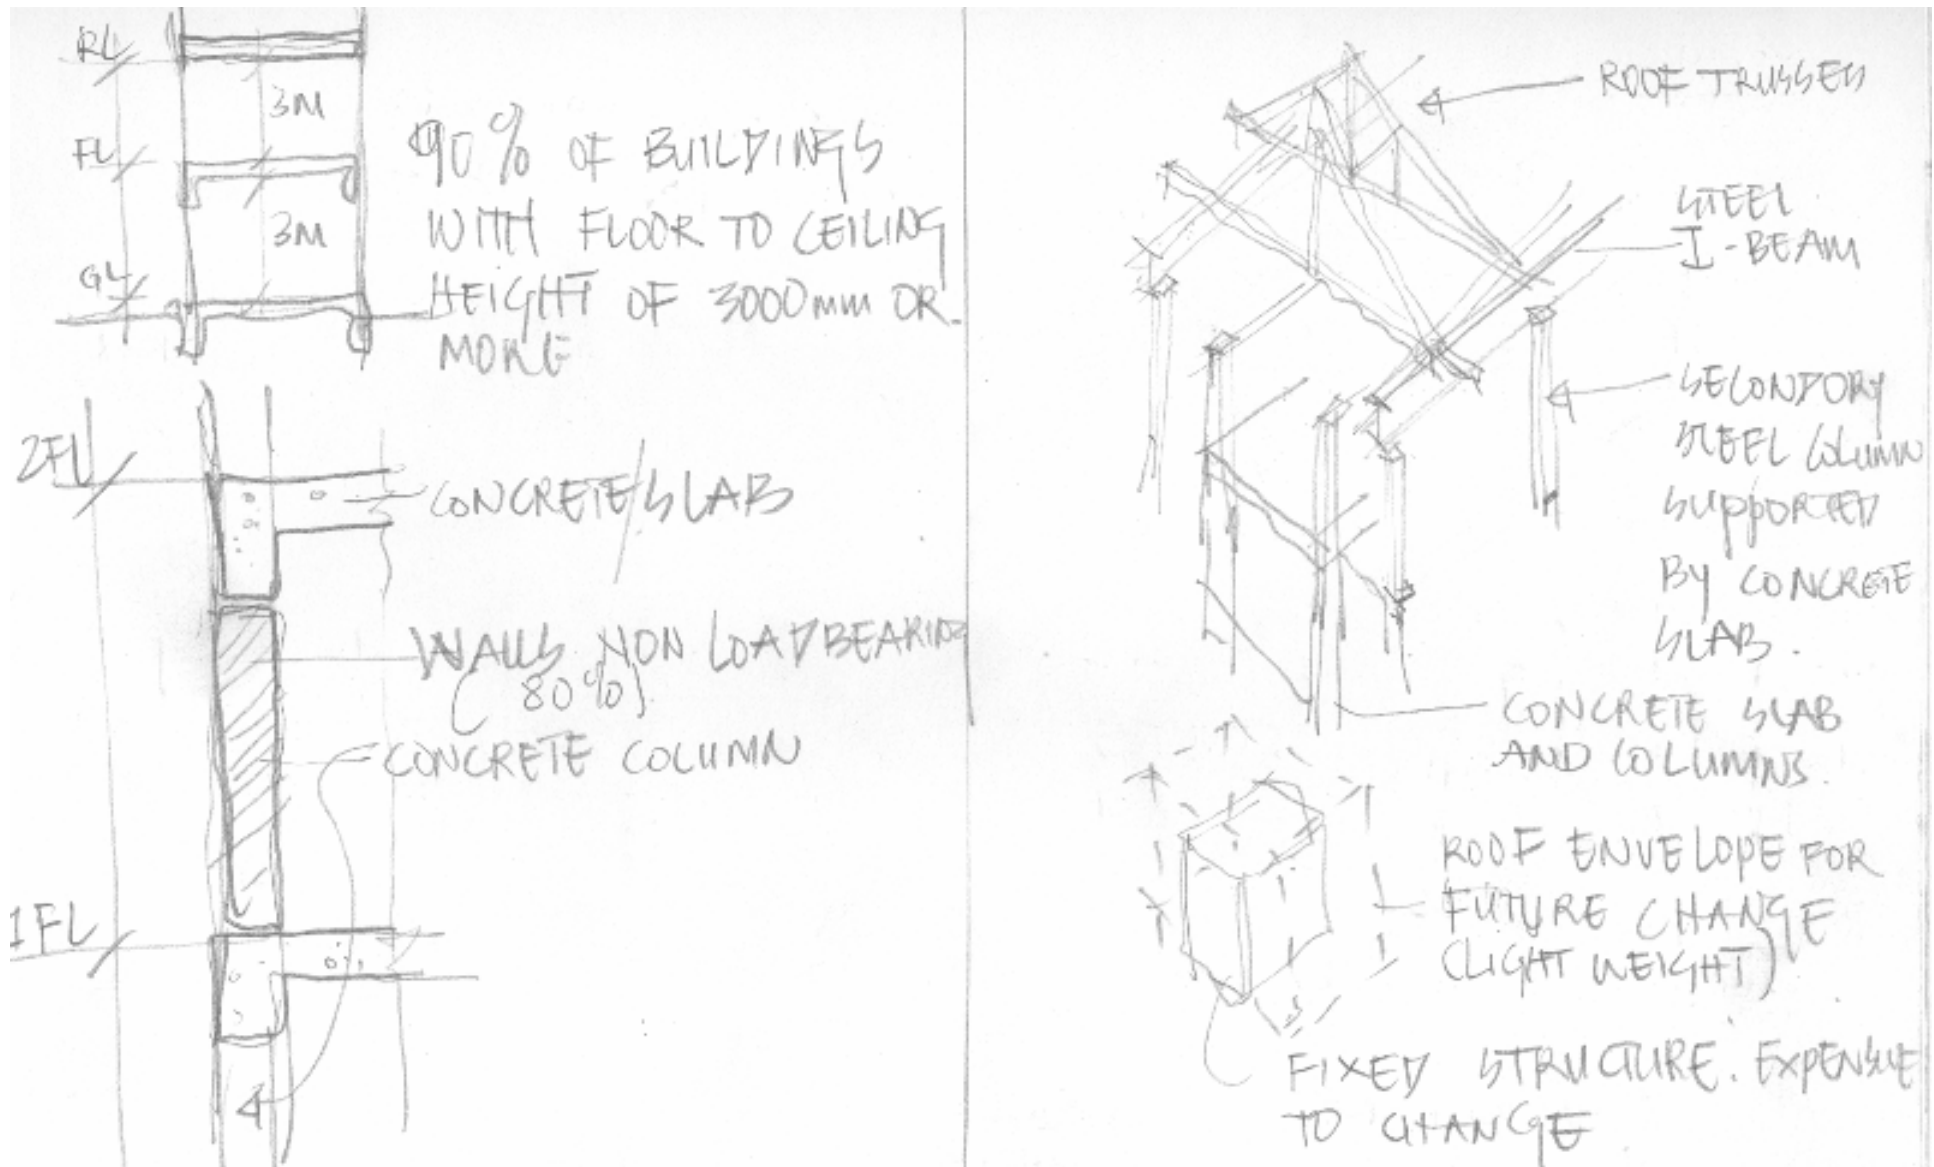 RL
3M
FL
3M
GL
90% OF BUILDINGS
WITH FLOOR TO CEILING
HEIGHT OF 3000mm OR
MORE
2FL
CONCRETE SLAB
WALLS NON LOADBEARING
(80%)
CONCRETE COLUMN
1FL
ROOF TRUSSES
STEEL
I-BEAM
SECONDORY
STEEL COLUMN
SUPPORTED
BY CONCRETE
SLAB.
CONCRETE SLAB
AND COLUMNS.
ROOF ENVELOPE FOR
FUTURE CHANGE
(LIGHT WEIGHT)
FIXED STRUCTURE. EXPENSIVE
TO CHANGE